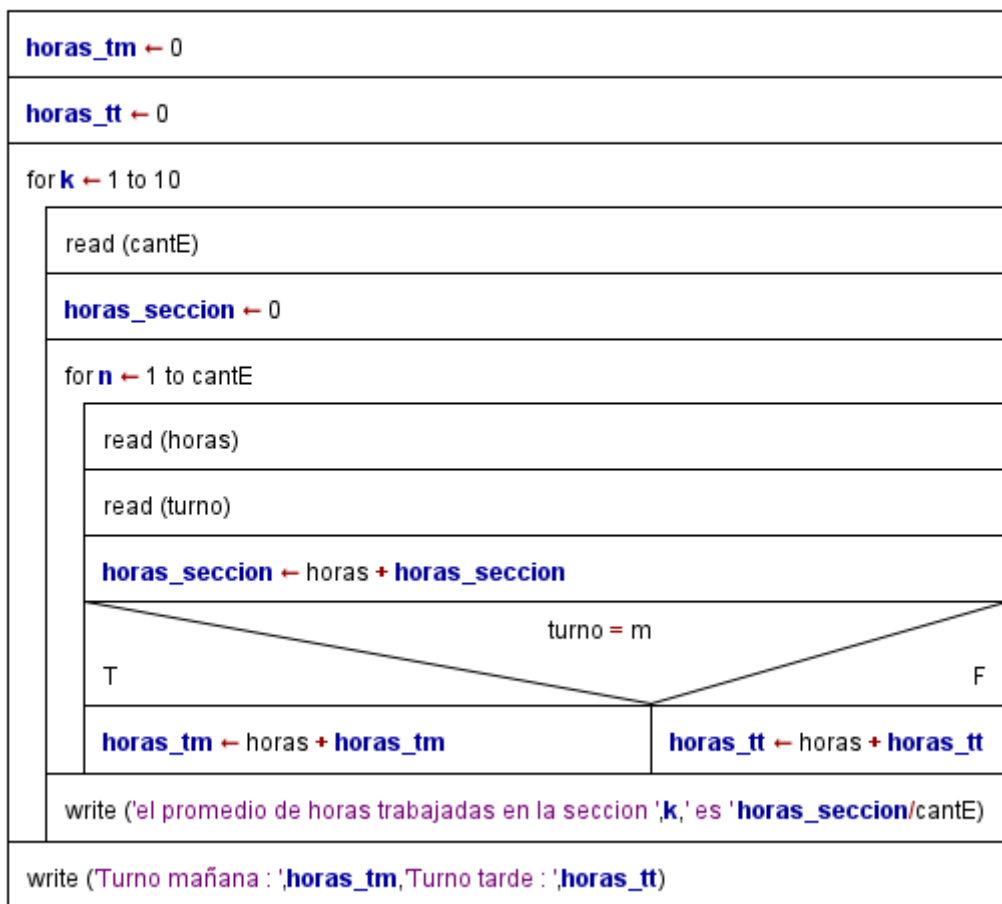 horas_tm ← 0
horas_tt ← 0
for k ← 1 to 10
read (cantE)
horas_seccion ← 0
for n ← 1 to cantE
read (horas)
read (turno)
horas_seccion ← horas + horas_seccion
turno = m
T F
horas_tm ← horas + horas_tm horas_tt ← horas + horas_tt
write ('el promedio de horas trabajadas en la seccion ',k,' es ' horas_seccion/cantE)
write ('Turno mañana : ',horas_tm,'Turno tarde : ',horas_tt)